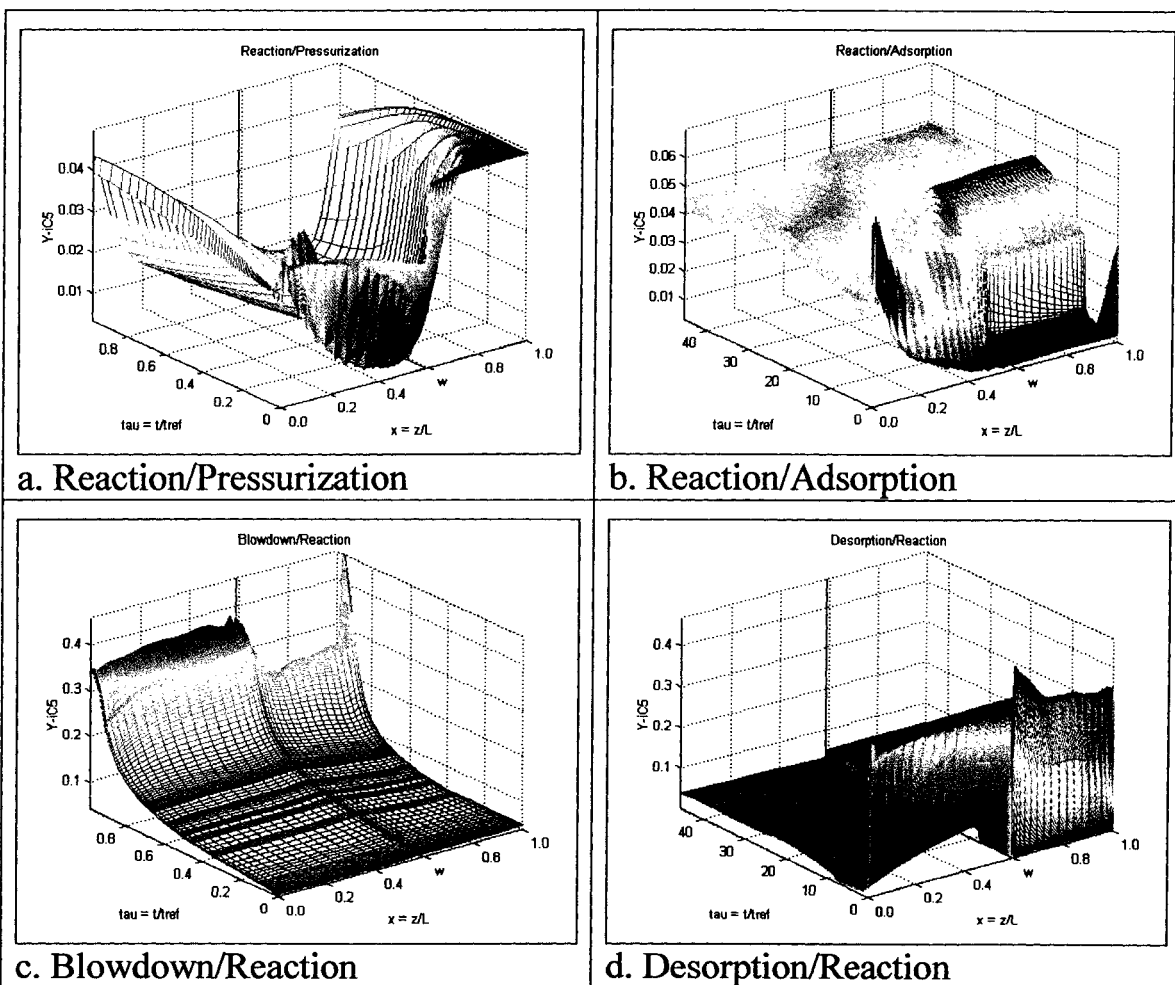 Reaction/Pressurization
Y-iC5
0.04
0.03
0.02
0.01
0.8
0.6
0.4
0.2
0
0.0
0.2
0.4
w
0.8
1.0
tau = t/tref
x = z/L
a. Reaction/Pressurization
Reaction/Adsorption
Y-iC5
0.06
0.05
0.04
0.03
0.02
0.01
40
30
20
10
0
0.0
0.2
0.4
w
0.8
1.0
tau = t/tref
x = z/L
b. Reaction/Adsorption
Blowdown/Reaction
Y-iC5
0.4
0.3
0.2
0.1
0.8
0.6
0.4
0.2
0
0.0
0.2
0.4
w
0.8
1.0
tau = t/tref
x = z/L
c. Blowdown/Reaction
Desorption/Reaction
Y-iC5
0.4
0.3
0.2
0.1
40
30
20
10
0
0.0
0.2
0.4
w
0.8
1.0
tau = t/tref
x = z/L
d. Desorption/Reaction